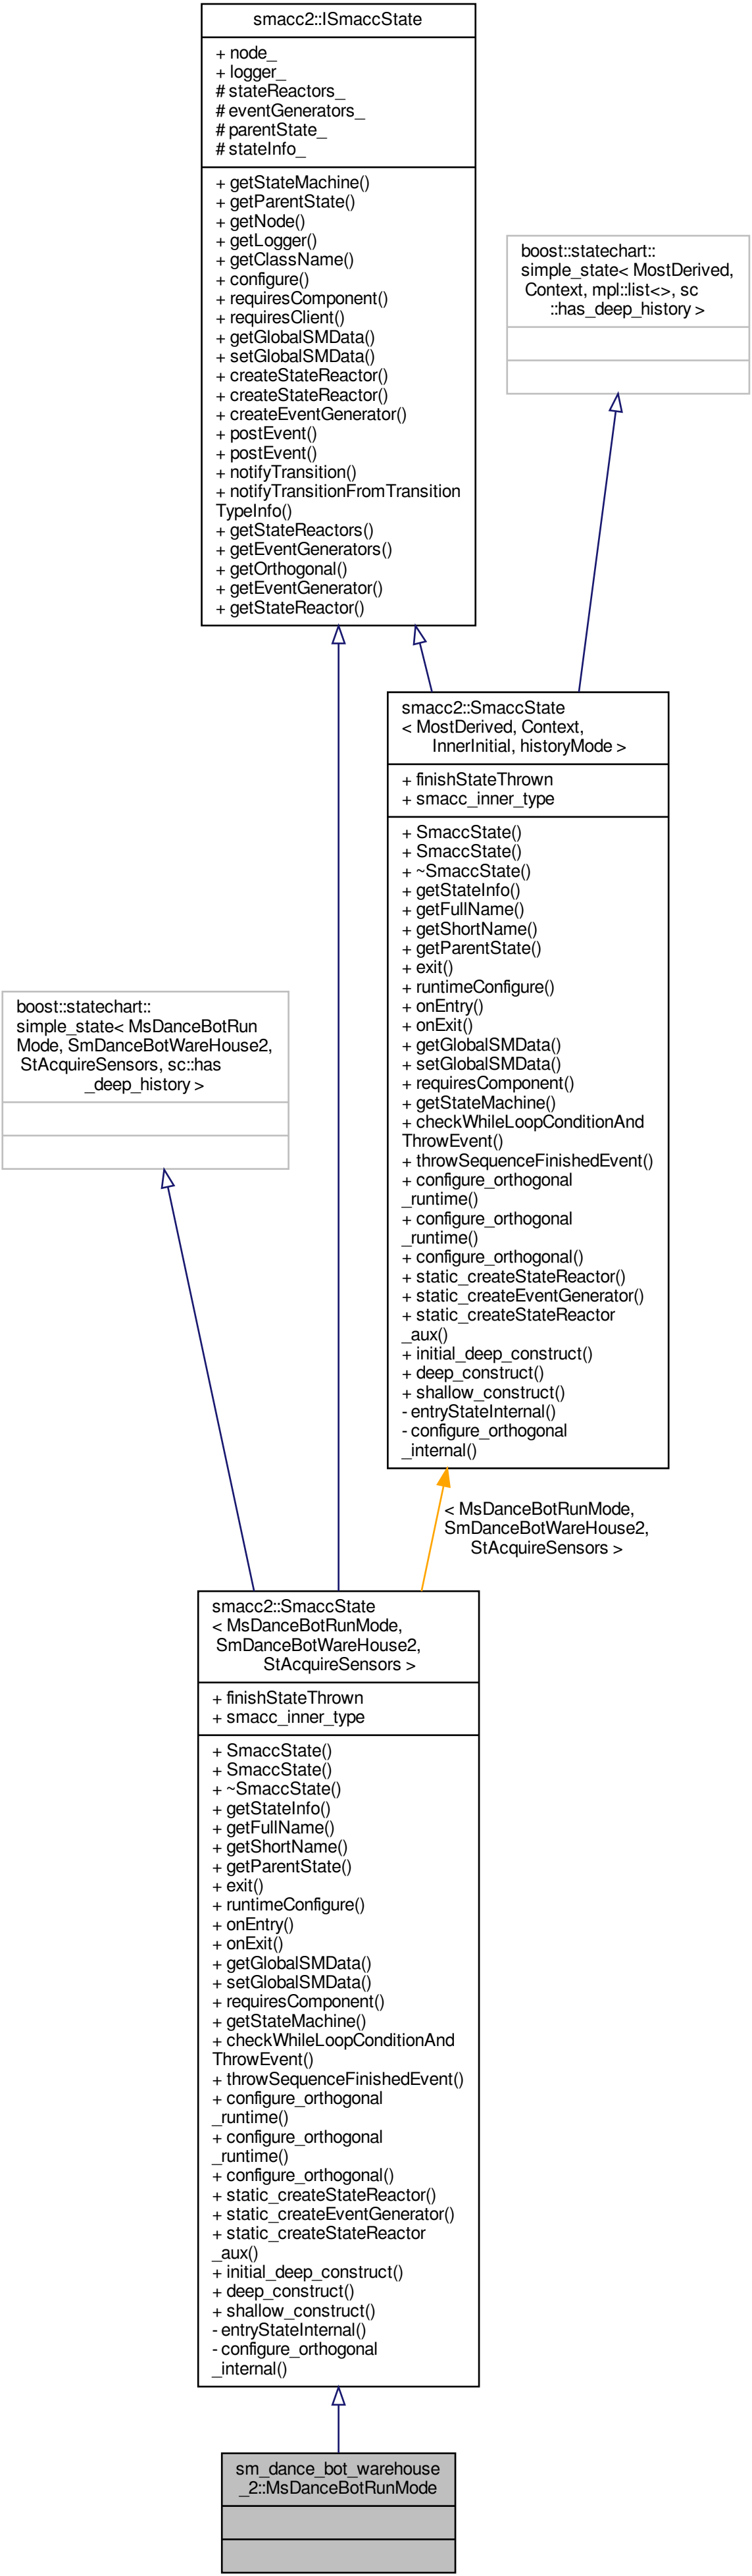 smacc2::ISmaccState
+ node_
+ logger_
# stateReactors_
# eventGenerators_
# parentState_
# stateInfo_
+ getStateMachine()
+ getParentState()
+ getNode()
+ getLogger()
+ getClassName()
+ configure()
+ requiresComponent()
+ requiresClient()
+ getGlobalSMData()
+ setGlobalSMData()
+ createStateReactor()
+ createStateReactor()
+ createEventGenerator()
+ postEvent()
+ postEvent()
+ notifyTransition()
+ notifyTransitionFromTransition
TypeInfo()
+ getStateReactors()
+ getEventGenerators()
+ getOrthogonal()
+ getEventGenerator()
+ getStateReactor()
boost::statechart::
simple_state< MostDerived,
Context, mpl::list<>, sc
::has_deep_history >
smacc2::SmaccState
< MostDerived, Context,
InnerInitial, historyMode >
+ finishStateThrown
+ smacc_inner_type
+ SmaccState()
+ SmaccState()
+ ~SmaccState()
+ getStateInfo()
+ getFullName()
+ getShortName()
+ getParentState()
+ exit()
+ runtimeConfigure()
+ onEntry()
+ onExit()
+ getGlobalSMData()
+ setGlobalSMData()
+ requiresComponent()
+ getStateMachine()
+ checkWhileLoopConditionAnd
ThrowEvent()
+ throwSequenceFinishedEvent()
+ configure_orthogonal
_runtime()
+ configure_orthogonal
_runtime()
+ configure_orthogonal()
+ static_createStateReactor()
+ static_createEventGenerator()
+ static_createStateReactor
_aux()
+ initial_deep_construct()
+ deep_construct()
+ shallow_construct()
- entryStateInternal()
- configure_orthogonal
_internal()
boost::statechart::
simple_state< MsDanceBotRun
Mode, SmDanceBotWareHouse2,
StAcquireSensors, sc::has
_deep_history >
< MsDanceBotRunMode,
SmDanceBotWareHouse2,
StAcquireSensors >
smacc2::SmaccState
< MsDanceBotRunMode,
SmDanceBotWareHouse2,
StAcquireSensors >
+ finishStateThrown
+ smacc_inner_type
+ SmaccState()
+ SmaccState()
+ ~SmaccState()
+ getStateInfo()
+ getFullName()
+ getShortName()
+ getParentState()
+ exit()
+ runtimeConfigure()
+ onEntry()
+ onExit()
+ getGlobalSMData()
+ setGlobalSMData()
+ requiresComponent()
+ getStateMachine()
+ checkWhileLoopConditionAnd
ThrowEvent()
+ throwSequenceFinishedEvent()
+ configure_orthogonal
_runtime()
+ configure_orthogonal
_runtime()
+ configure_orthogonal()
+ static_createStateReactor()
+ static_createEventGenerator()
+ static_createStateReactor
_aux()
+ initial_deep_construct()
+ deep_construct()
+ shallow_construct()
- entryStateInternal()
- configure_orthogonal
_internal()
sm_dance_bot_warehouse
_2::MsDanceBotRunMode